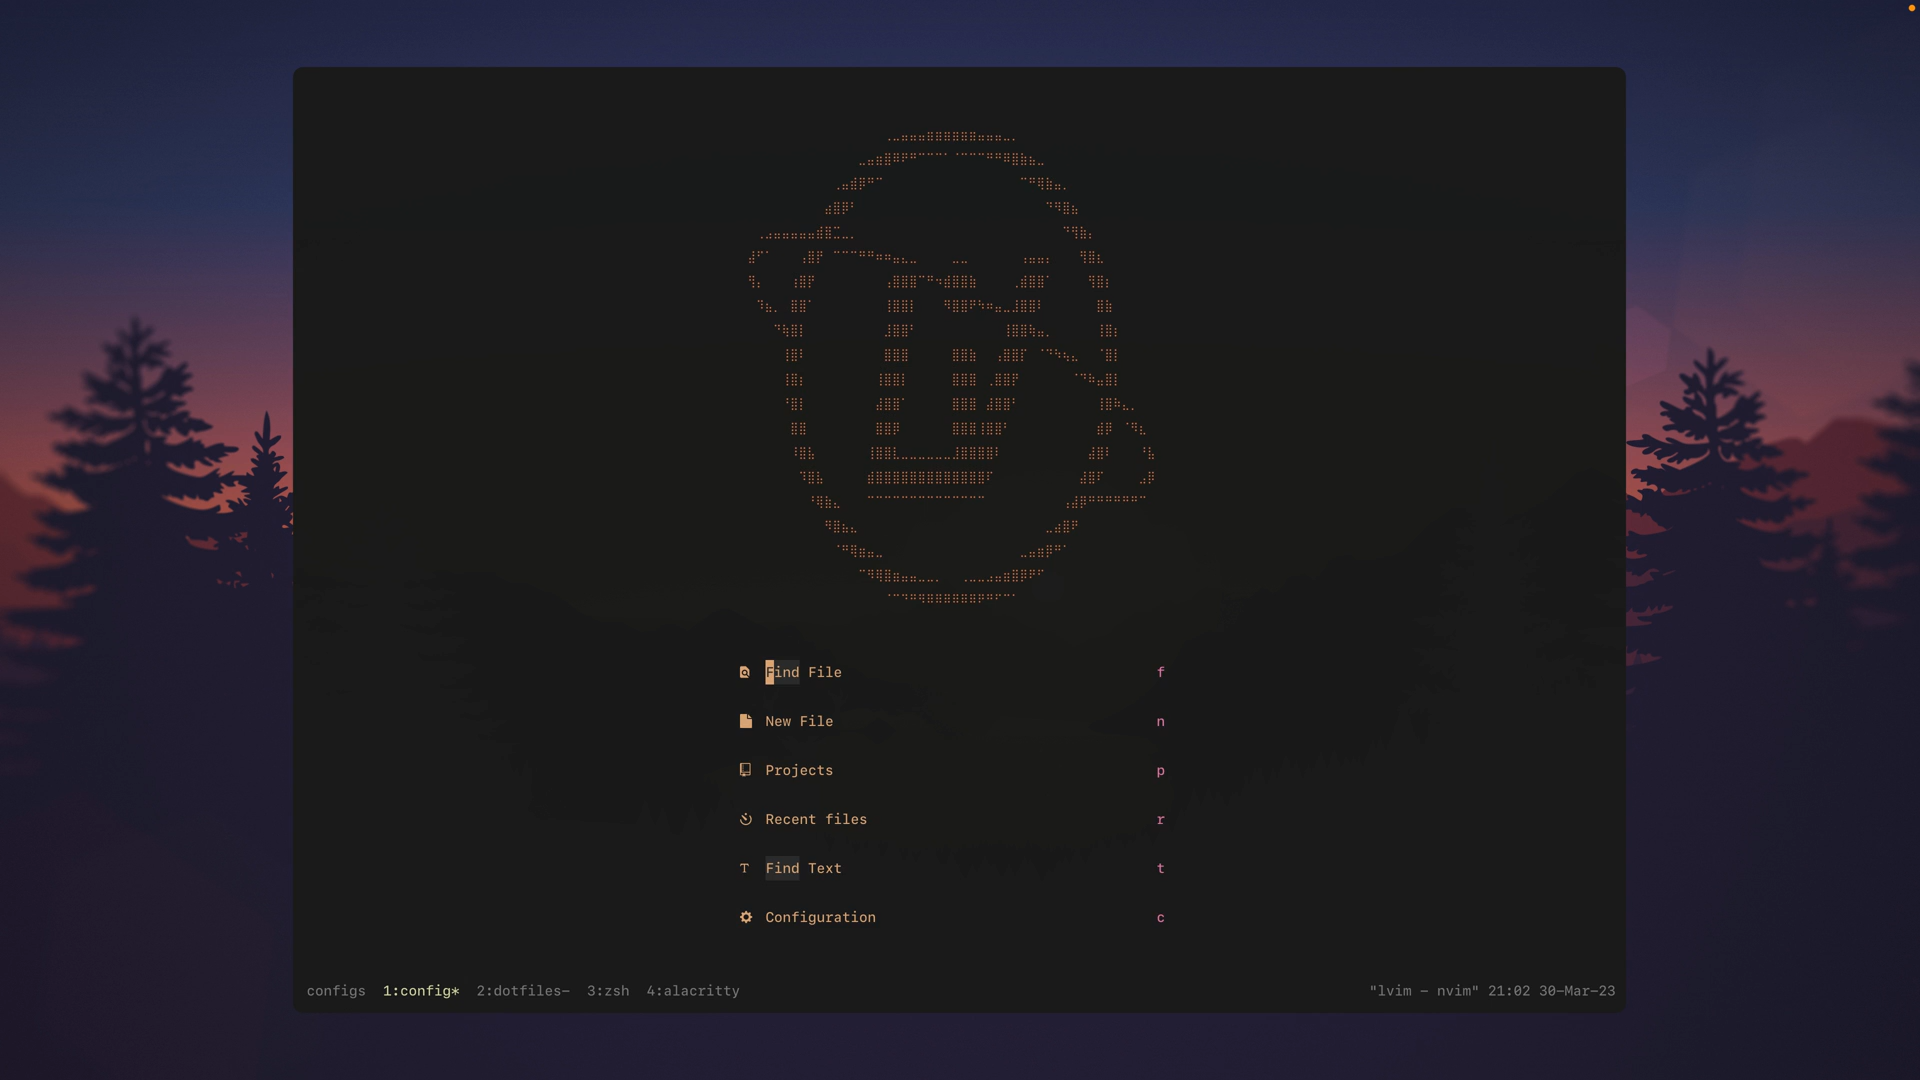 Find File f
New File n
Projects p
Recent files r
Find Text t
Configuration c
configs 1:config* 2:dotfiles- 3:zsh 4:alacritty "lvim - nvim" 21:02 30-Mar-23